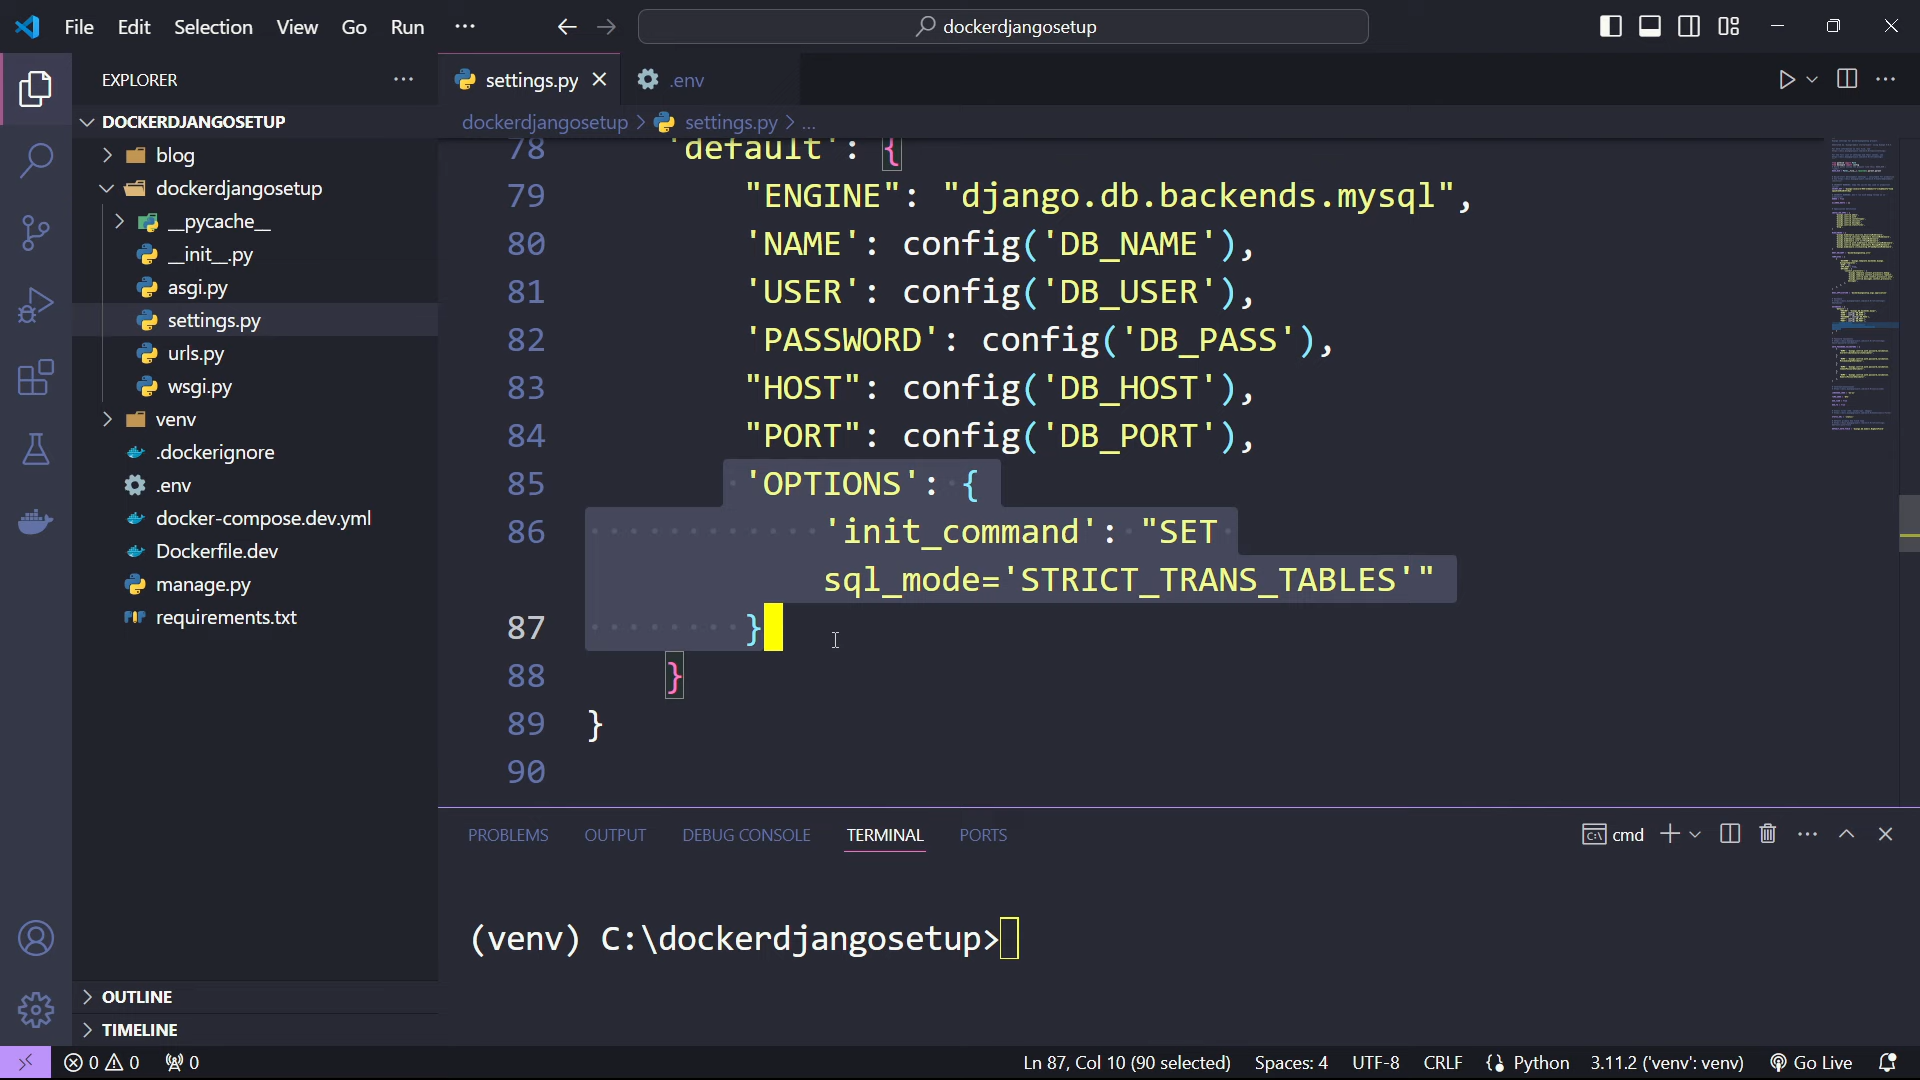 File Edit Selection View Go Run ···
dockerdjangosetup
EXPLORER ···
DOCKERDJANGOSETUP
blog
dockerdjangosetup
__pycache__
__init__.py
asgi.py
settings.py
urls.py
wsgi.py
venv
.dockerignore
.env
docker-compose.dev.yml
Dockerfile.dev
manage.py
requirements.txt
OUTLINE
TIMELINE
settings.py .env
dockerdjangosetup > settings.py > ...
78 'default': {
79 "ENGINE": "django.db.backends.mysql",
80 'NAME': config('DB_NAME'),
81 'USER': config('DB_USER'),
82 'PASSWORD': config('DB_PASS'),
83 "HOST": config('DB_HOST'),
84 "PORT": config('DB_PORT'),
85 'OPTIONS': {
86 'init_command': "SET
sql_mode='STRICT_TRANS_TABLES'"
87 }
88 }
89 }
90
PROBLEMS OUTPUT DEBUG CONSOLE TERMINAL PORTS cmd
(venv) C:\dockerdjangosetup>
0 0 0 Ln 87, Col 10 (90 selected) Spaces: 4 UTF-8 CRLF {} Python 3.11.2 ('venv': venv) Go Live